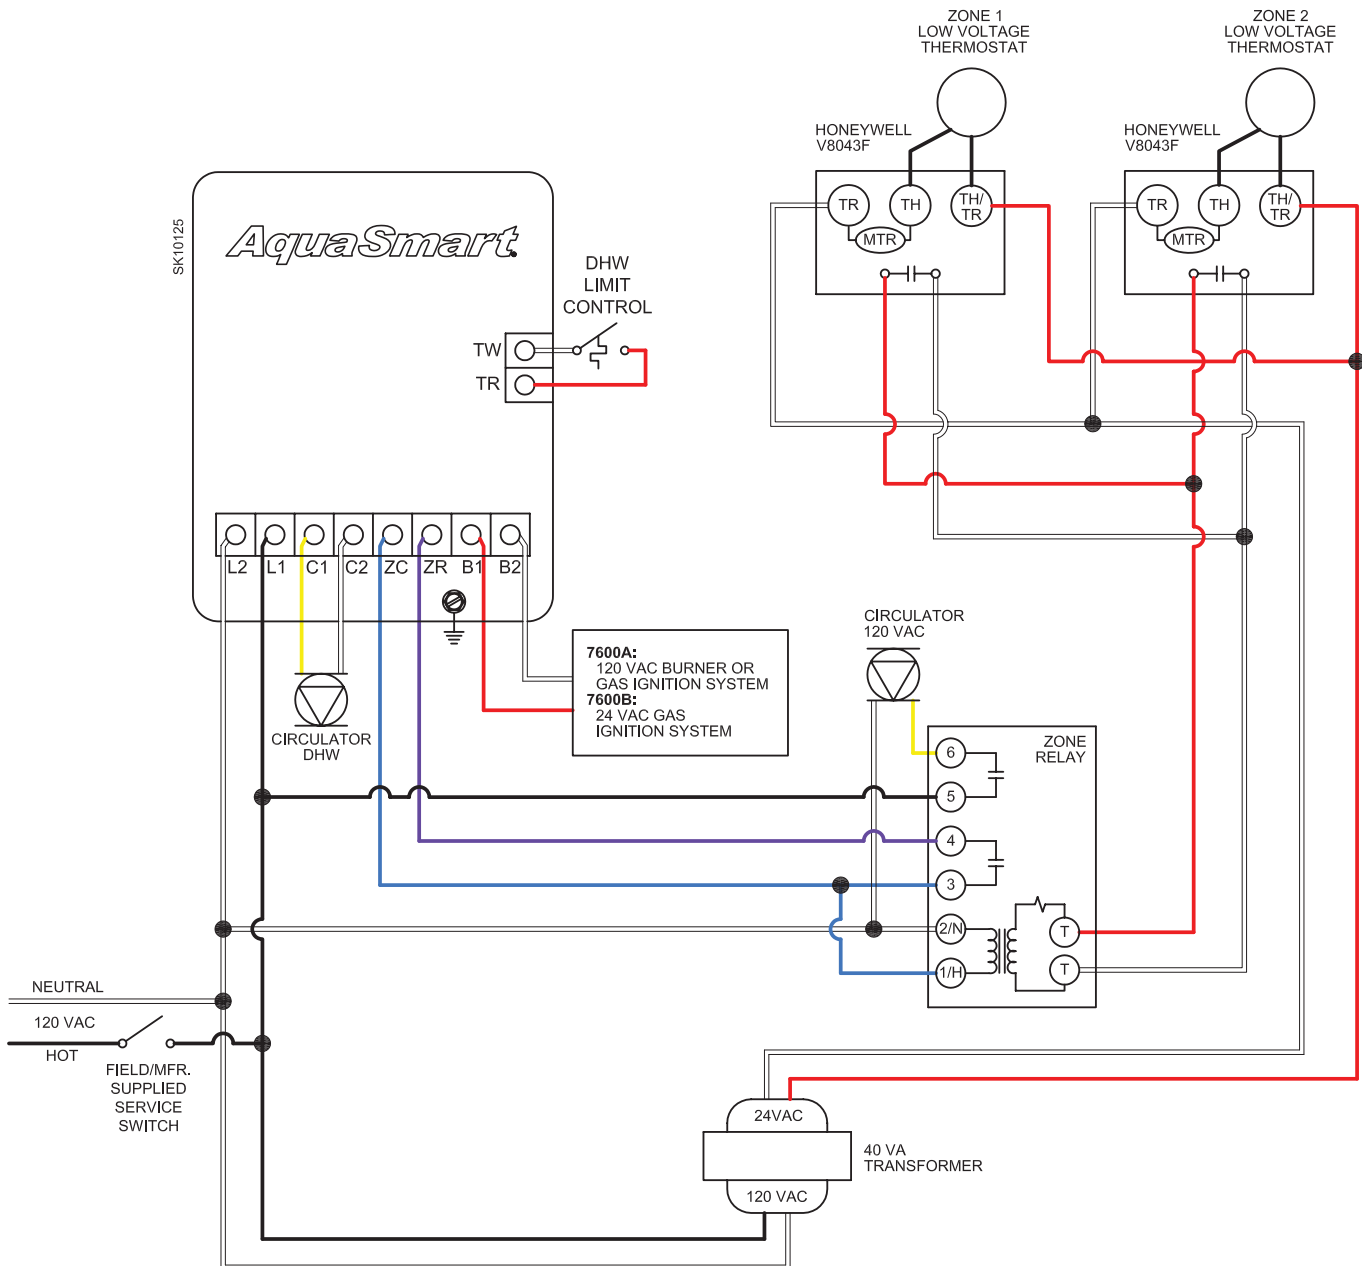 ZONE 1
LOW VOLTAGE
THERMOSTAT
ZONE 2
LOW VOLTAGE
THERMOSTAT
HONEYWELL
V8043F
HONEYWELL
V8043F
TR
TH
TH/
TR
MTR
TR
TH
TH/
TR
MTR
SK10125
AquaSmart
DHW
LIMIT
CONTROL
TW
TR
L2
L1
C1
C2
ZC
ZR
B1
B2
CIRCULATOR
DHW
7600A:
120 VAC BURNER OR
GAS IGNITION SYSTEM
7600B:
24 VAC GAS
IGNITION SYSTEM
CIRCULATOR
120 VAC
ZONE
RELAY
6
5
4
3
2/N
1/H
T
T
NEUTRAL
120 VAC
HOT
FIELD/MFR.
SUPPLIED
SERVICE
SWITCH
24VAC
40 VA
TRANSFORMER
120 VAC